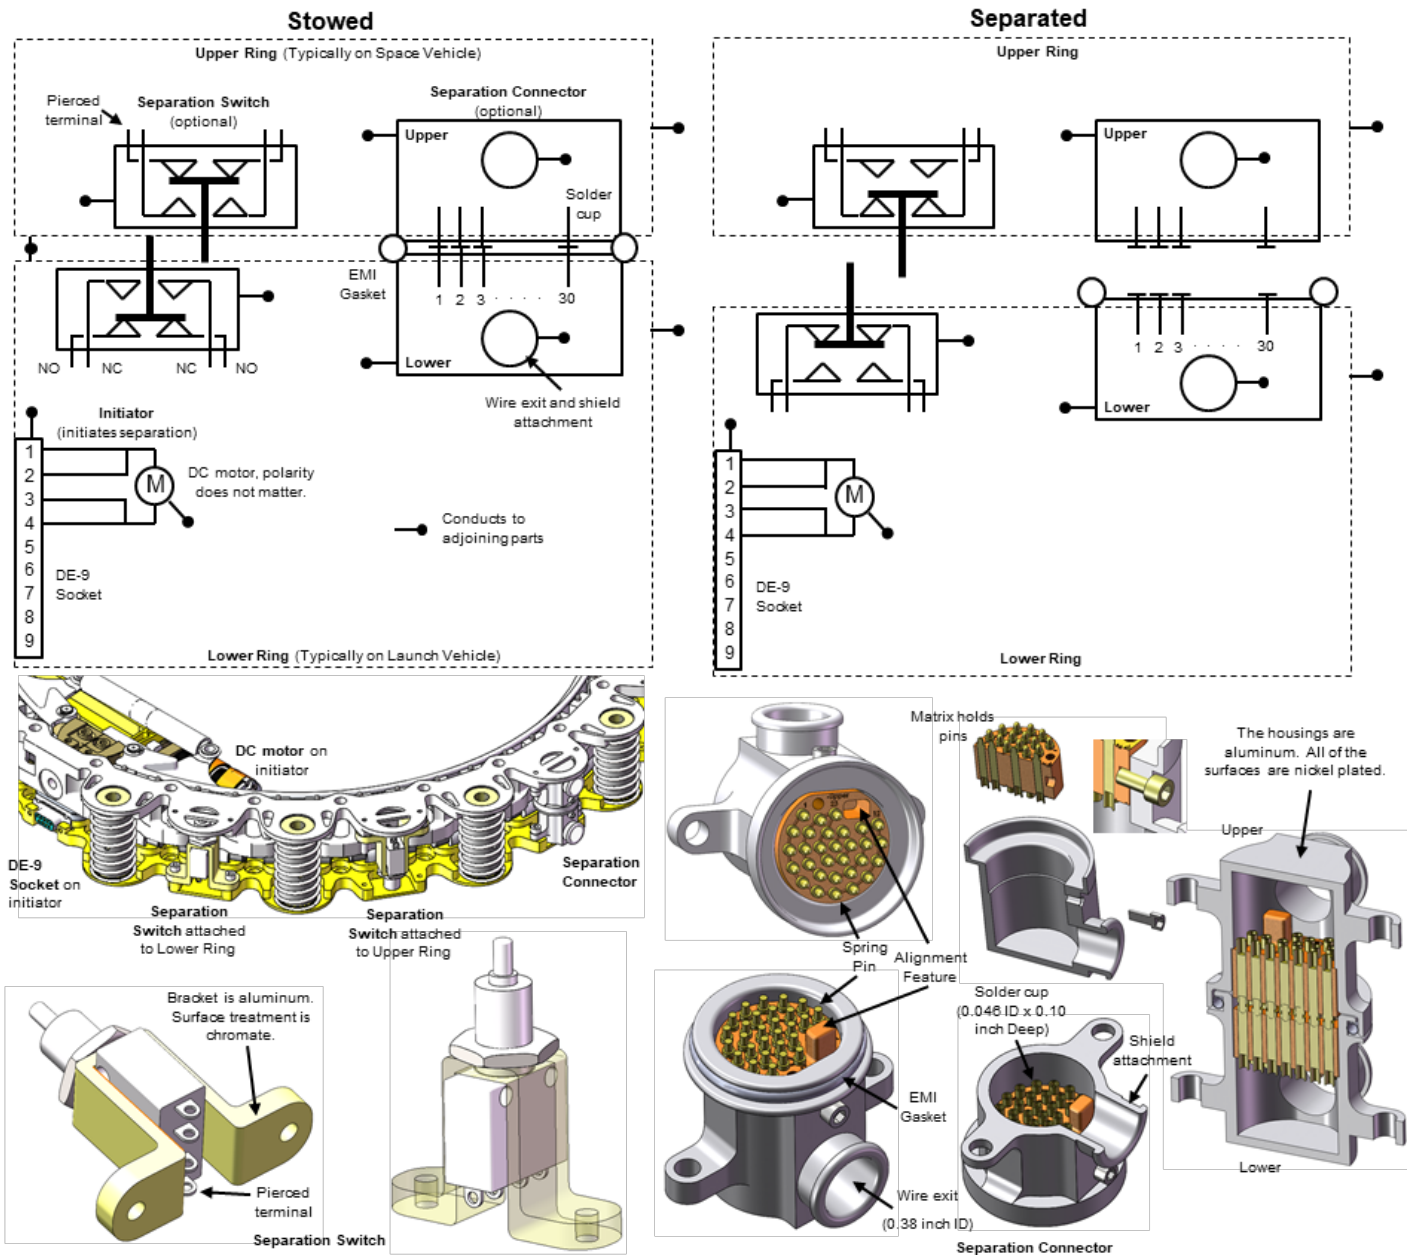 Stowed
Upper Ring (Typically on Space Vehicle)
Pierced
terminal
Separation Switch
(optional)
Separation Connector
(optional)
Upper
Solder
cup
EMI
Gasket
1 2 3 . . . . 30
Lower
NO NC NC NO
Wire exit and shield
attachment
Initiator
(initiates separation)
1
2
3
4
5
6
7
8
9
M
DC motor, polarity
does not matter.
Conducts to
adjoining parts
DE-9
Socket
Lower Ring (Typically on Launch Vehicle)
Separated
Upper Ring
Upper
1 2 3 . . . . 30
Lower
1
2
3
4
5
6
7
8
9
M
DE-9
Socket
Lower Ring
DC motor on
initiator
DE-9
Socket on
initiator
Separation
Switch attached
to Lower Ring
Separation
Switch attached
to Upper Ring
Separation
Connector
Bracket is aluminum.
Surface treatment is
chromate.
Pierced
terminal
Separation Switch
Matrix holds
pins
The housings are
aluminum. All of the
surfaces are nickel plated.
Upper
Spring
Pin
Alignment
Feature
Solder cup
(0.046 ID x 0.10
inch Deep)
Shield
attachment
EMI
Gasket
Wire exit
(0.38 inch ID)
Lower
Separation Connector